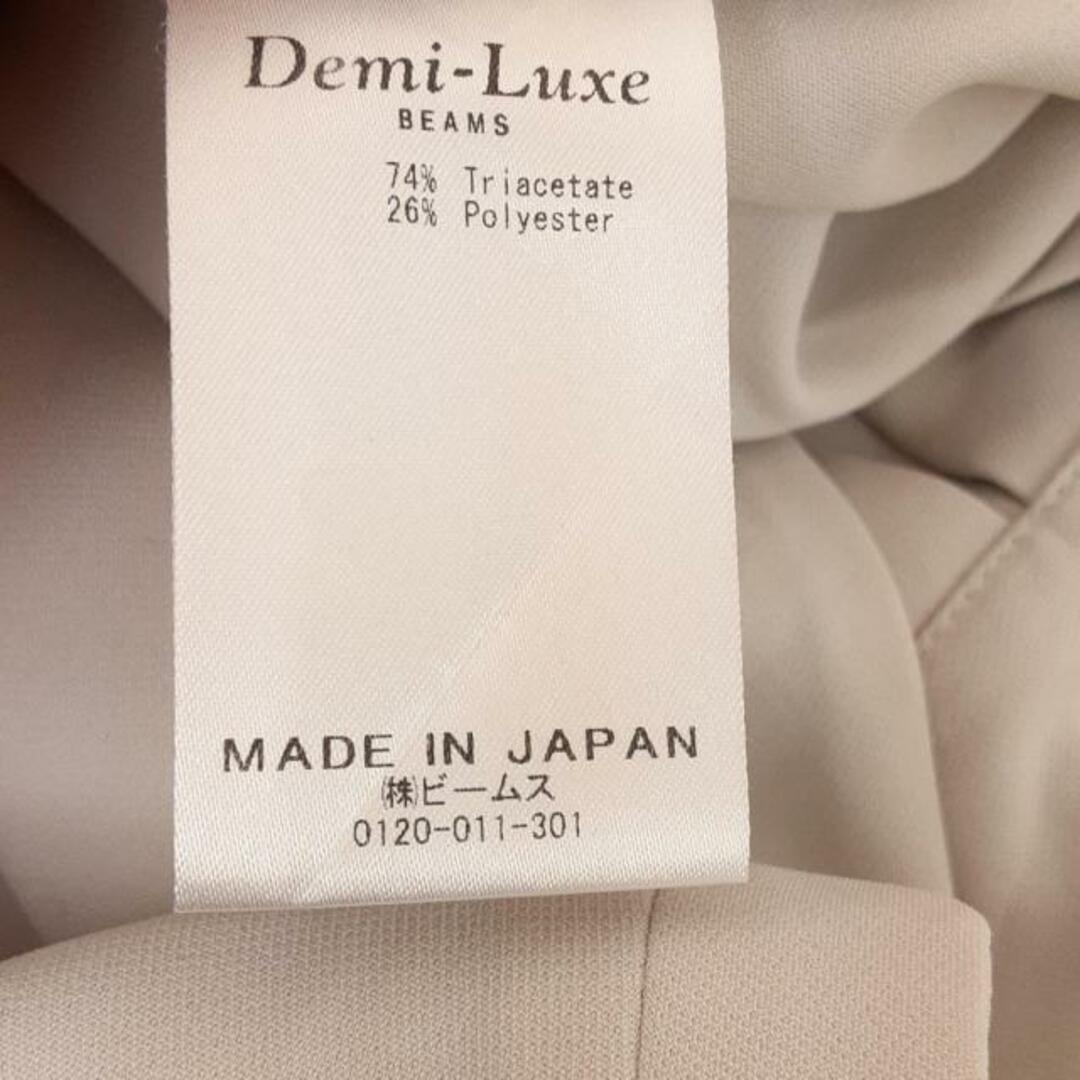 Demi-Luxe
BEAMS
74% Triacetate
26% Polyester
MADE IN JAPAN
㈱ビームス
0120-011-301